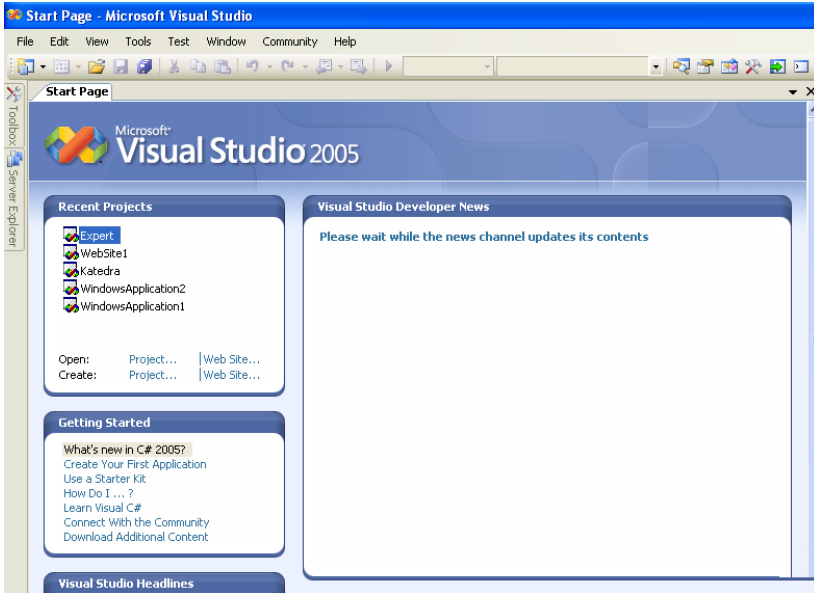 Start Page - Microsoft Visual Studio
File Edit View Tools Test Window Community Help
Start Page
Toolbox
Server Explorer
Microsoft
Visual Studio 2005
Recent Projects
Expert
WebSite1
Katedra
WindowsApplication2
WindowsApplication1
Open: Project... Web Site...
Create: Project... Web Site...
Getting Started
What's new in C# 2005?
Create Your First Application
Use a Starter Kit
How Do I ... ?
Learn Visual C#
Connect With the Community
Download Additional Content
Visual Studio Headlines
Visual Studio Developer News
Please wait while the news channel updates its contents